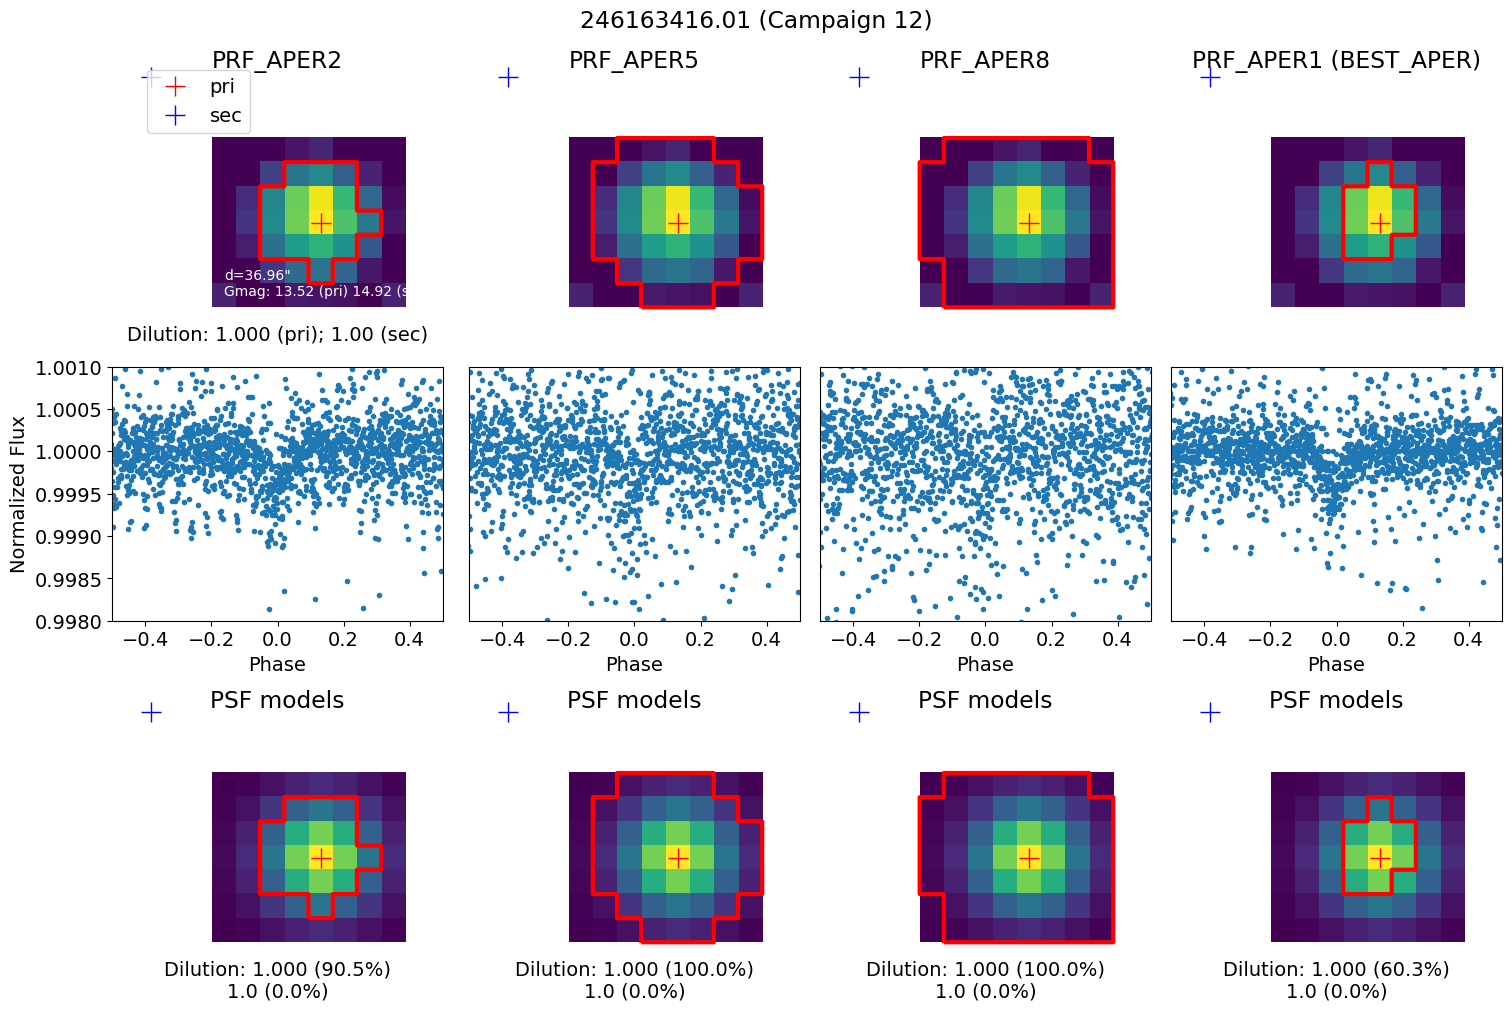 246163416.01 (Campaign 12)
PRF_APER2
PRF_APER5
PRF_APER8
PRF_APER1 (BEST_APER)
pri
sec
d=36.96"
Gmag: 13.52 (pri) 14.92 (s
Dilution: 1.000 (pri); 1.00 (sec)
Normalized Flux
1.0010
1.0005
1.0000
0.9995
0.9990
0.9985
0.9980
−0.4 −0.2 0.0 0.2 0.4
−0.4 −0.2 0.0 0.2 0.4
−0.4 −0.2 0.0 0.2 0.4
−0.4 −0.2 0.0 0.2 0.4
Phase
Phase
Phase
Phase
PSF models
PSF models
PSF models
PSF models
Dilution: 1.000 (90.5%)
1.0 (0.0%)
Dilution: 1.000 (100.0%)
1.0 (0.0%)
Dilution: 1.000 (100.0%)
1.0 (0.0%)
Dilution: 1.000 (60.3%)
1.0 (0.0%)